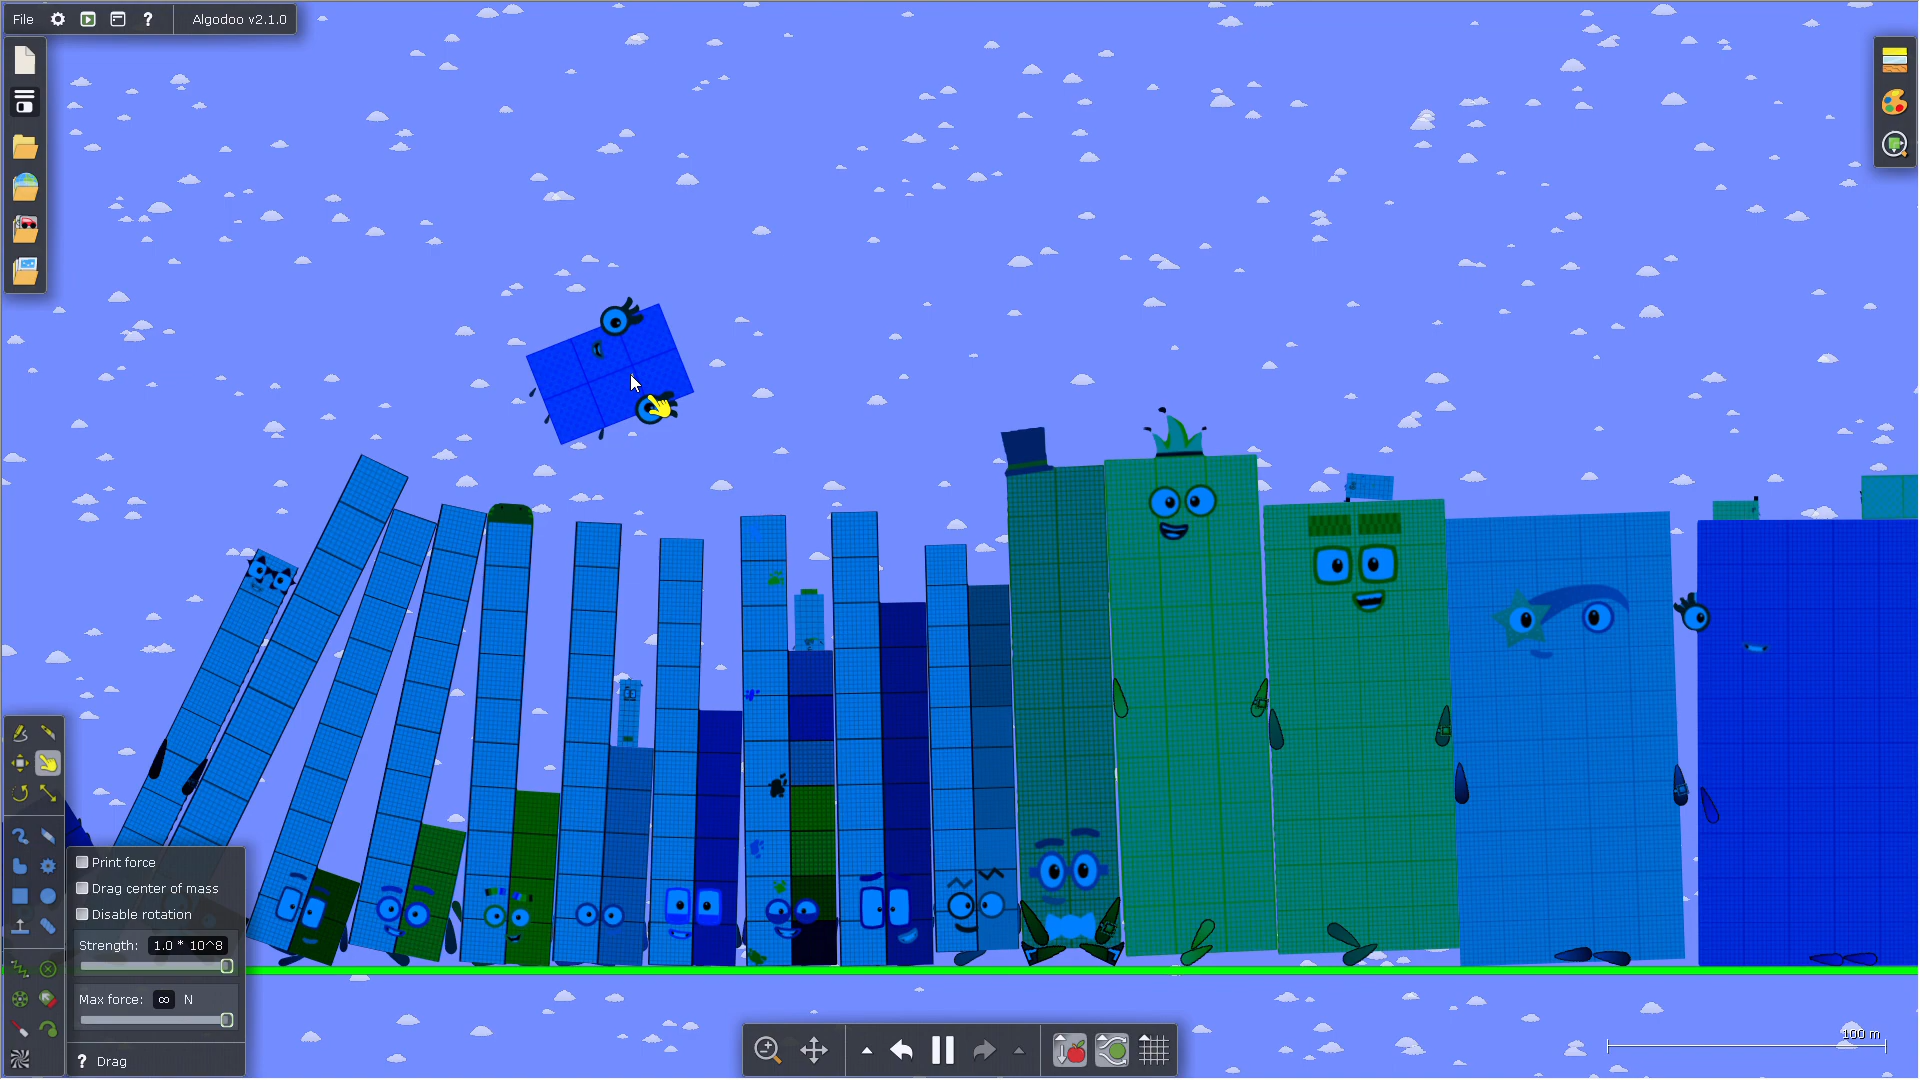 File ? Algodoo v2.1.0
Print force
Drag center of mass
Disable rotation
Strength: 1.0 * 10^8
Max force: ∞ N
? Drag
100 m